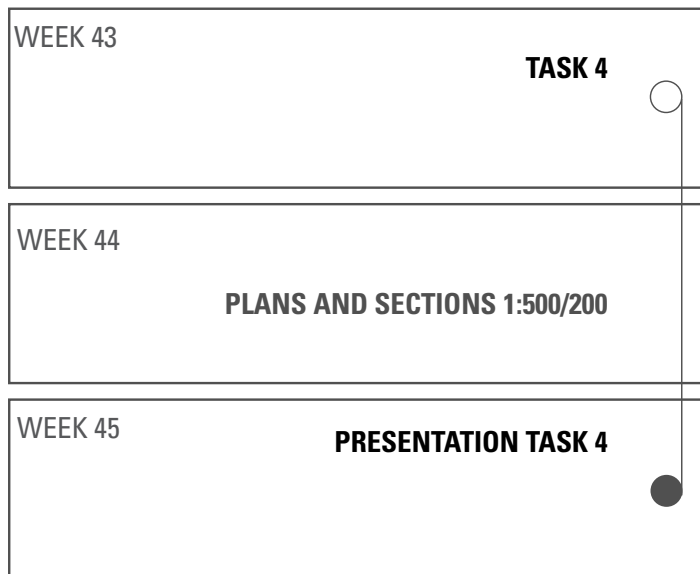 WEEK 43
TASK 4
WEEK 44
PLANS AND SECTIONS 1:500/200
WEEK 45
PRESENTATION TASK 4